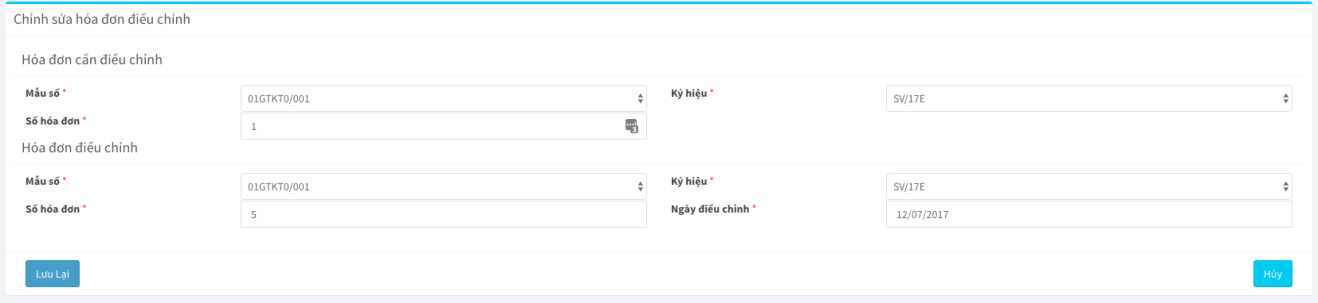 Chỉnh sửa hóa đơn điều chỉnh
Hóa đơn cần điều chỉnh
Mẫu số * 01GTKT0/001 Ký hiệu * SV/17E
Số hóa đơn * 1
Hóa đơn điều chỉnh
Mẫu số * 01GTKT0/001 Ký hiệu * SV/17E
Số hóa đơn * 5 Ngày điều chỉnh * 12/07/2017
Lưu Lại Hủy